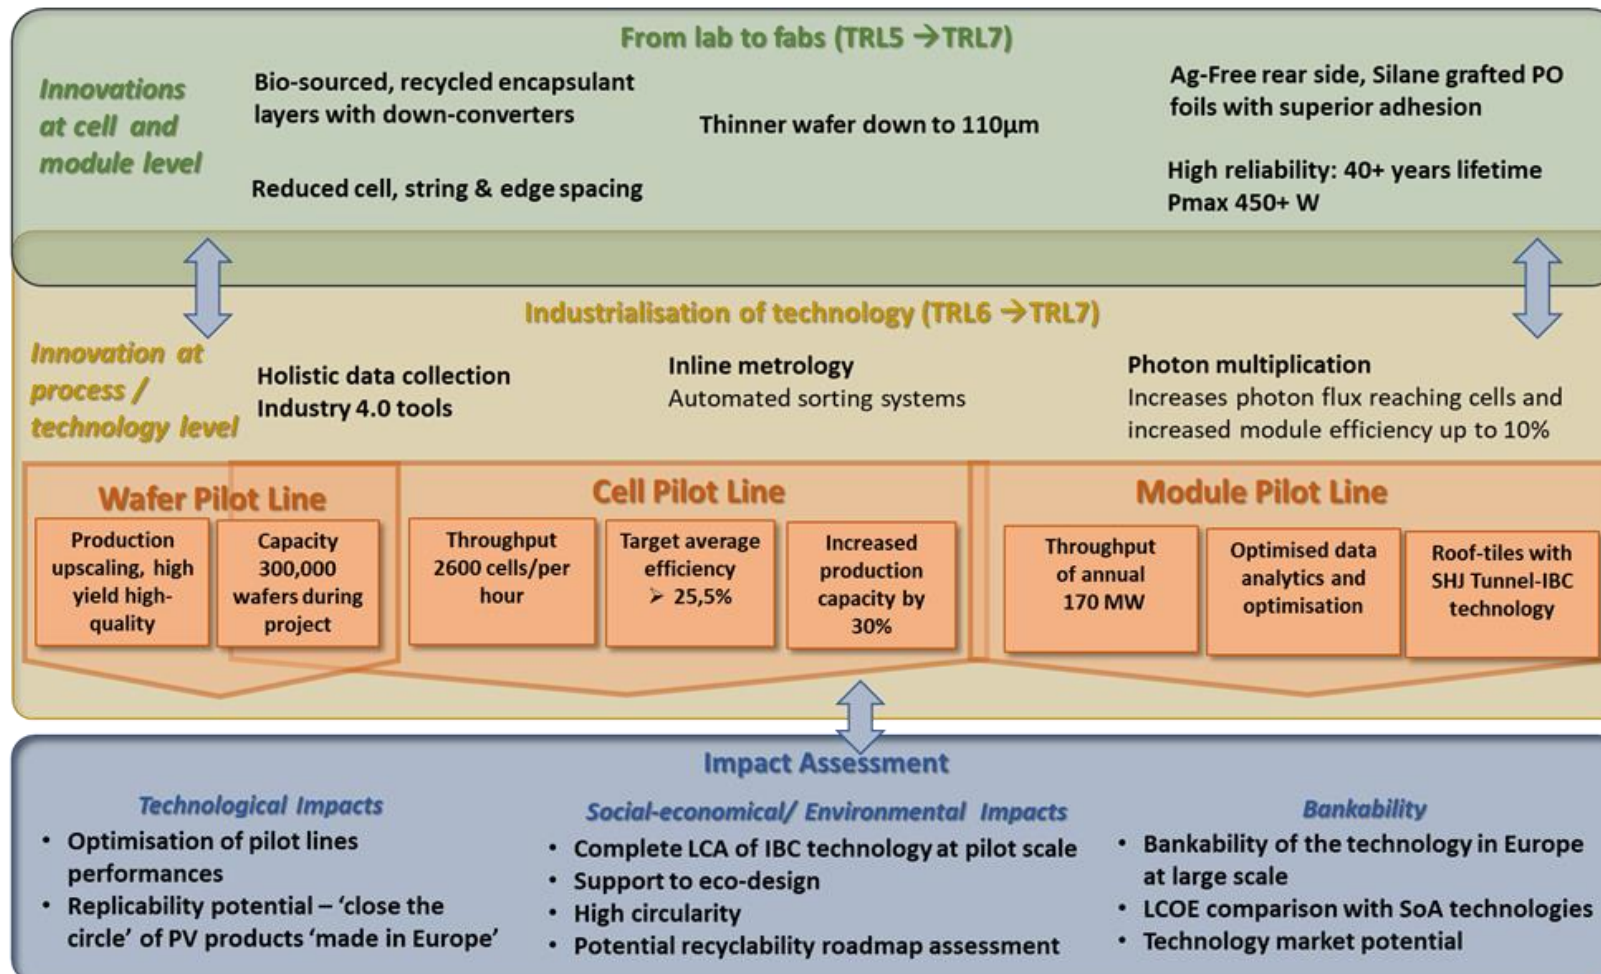 From lab to fabs (TRL5 →TRL7)
Innovations
at cell and
module level
Bio-sourced, recycled encapsulant
layers with down-converters
Reduced cell, string & edge spacing
Thinner wafer down to 110µm
Ag-Free rear side, Silane grafted PO
foils with superior adhesion
High reliability: 40+ years lifetime
Pmax 450+ W
Industrialisation of technology (TRL6 →TRL7)
Innovation at
process /
technology level
Holistic data collection
Industry 4.0 tools
Inline metrology
Automated sorting systems
Photon multiplication
Increases photon flux reaching cells and
increased module efficiency up to 10%
Wafer Pilot Line
Production
upscaling, high
yield high-
quality
Capacity
300,000
wafers during
project
Cell Pilot Line
Throughput
2600 cells/per
hour
Target average
efficiency
➢ 25,5%
Increased
production
capacity by
30%
Module Pilot Line
Throughput
of annual
170 MW
Optimised data
analytics and
optimisation
Roof-tiles with
SHJ Tunnel-IBC
technology
Impact Assessment
Technological Impacts
• Optimisation of pilot lines
performances
• Replicability potential – ‘close the
circle’ of PV products ‘made in Europe’
Social-economical/ Environmental Impacts
• Complete LCA of IBC technology at pilot scale
• Support to eco-design
• High circularity
• Potential recyclability roadmap assessment
Bankability
• Bankability of the technology in Europe
at large scale
• LCOE comparison with SoA technologies
• Technology market potential